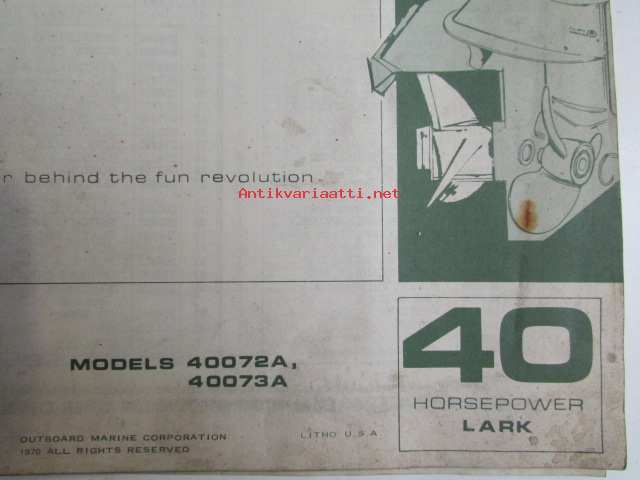 r behind the fun revolution
Antikvariaatti.net
MODELS 40072A,
40073A
40
HORSEPOWER
LARK
OUTBOARD MARINE CORPORATION
1970 ALL RIGHTS RESERVED
LITHO U.S.A